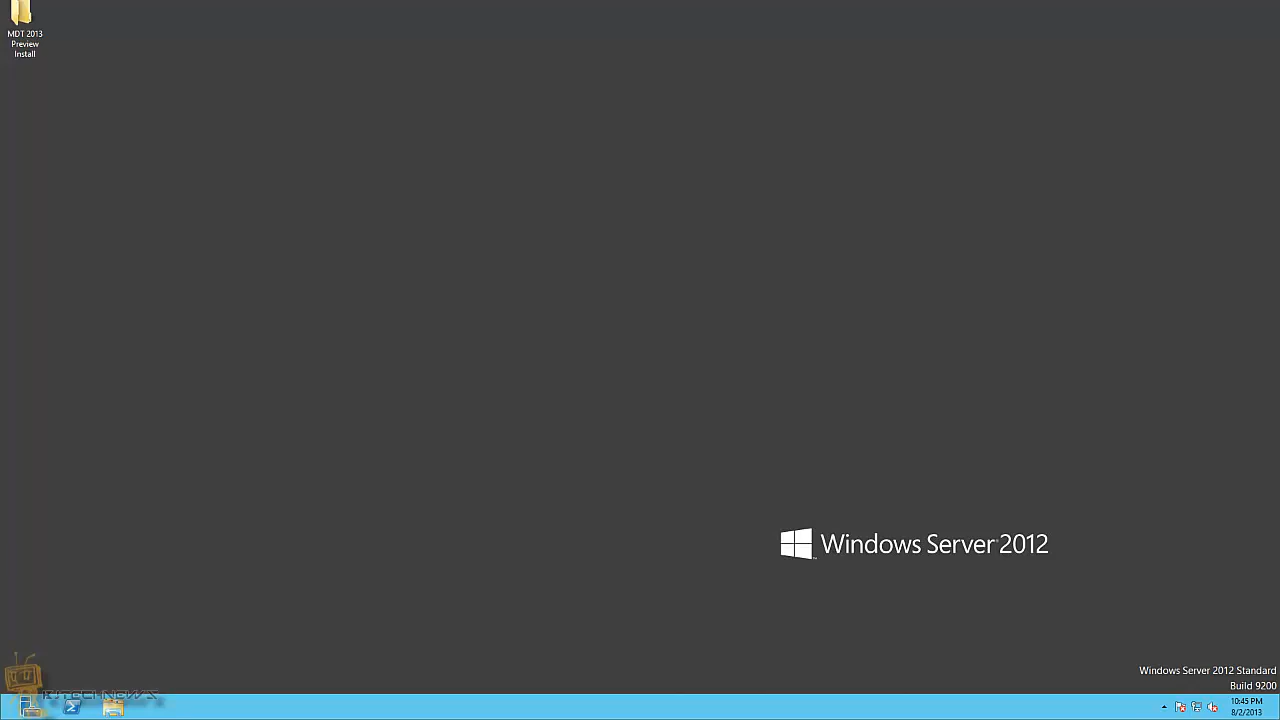 MDT 2013
Preview
Install
Windows Server 2012
Windows Server 2012 Standard
Build 9200
10:45 PM
8/2/2013